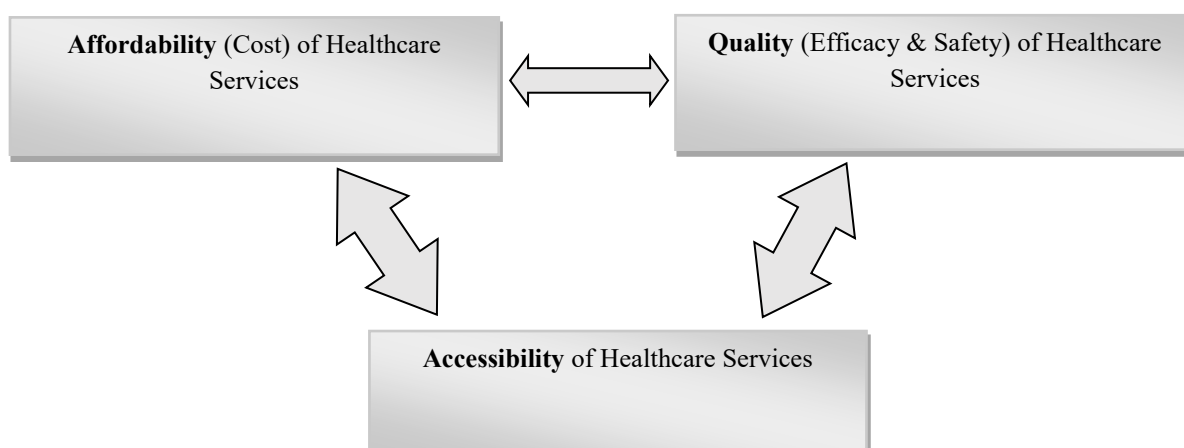 Affordability (Cost) of Healthcare
Services
Quality (Efficacy & Safety) of Healthcare
Services
Accessibility of Healthcare Services